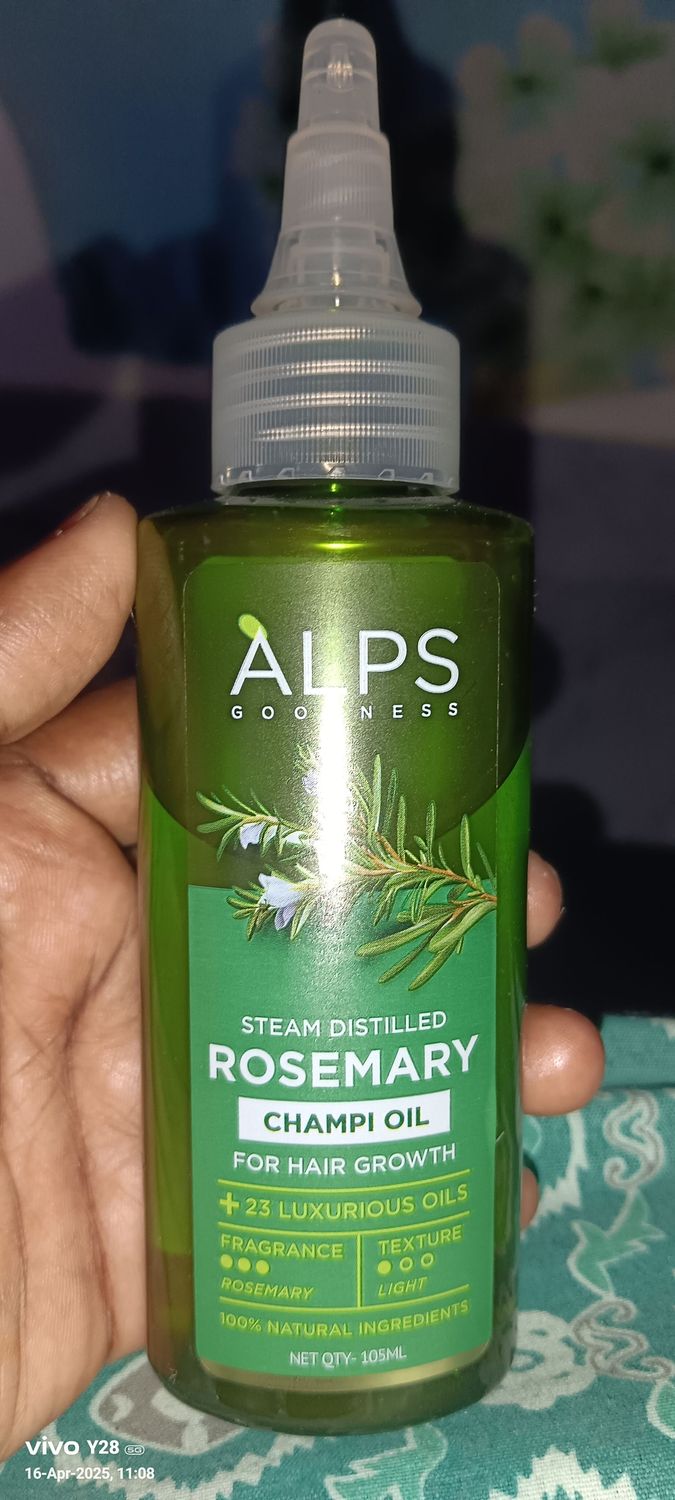 ALPS
GOODNESS
STEAM DISTILLED
ROSEMARY
CHAMPI OIL
FOR HAIR GROWTH
+ 23 LUXURIOUS OILS
FRAGRANCE
ROSEMARY
TEXTURE
LIGHT
100% NATURAL INGREDIENTS
NET QTY- 105ML
vivo Y28 5G
16-Apr-2025, 11:08